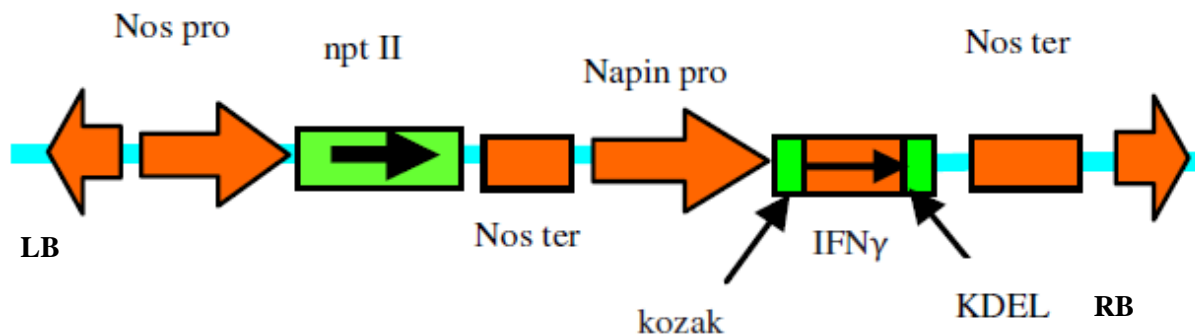 Nos pro
npt II
Napin pro
Nos ter
LB
Nos ter
IFNγ
kozak
KDEL
RB